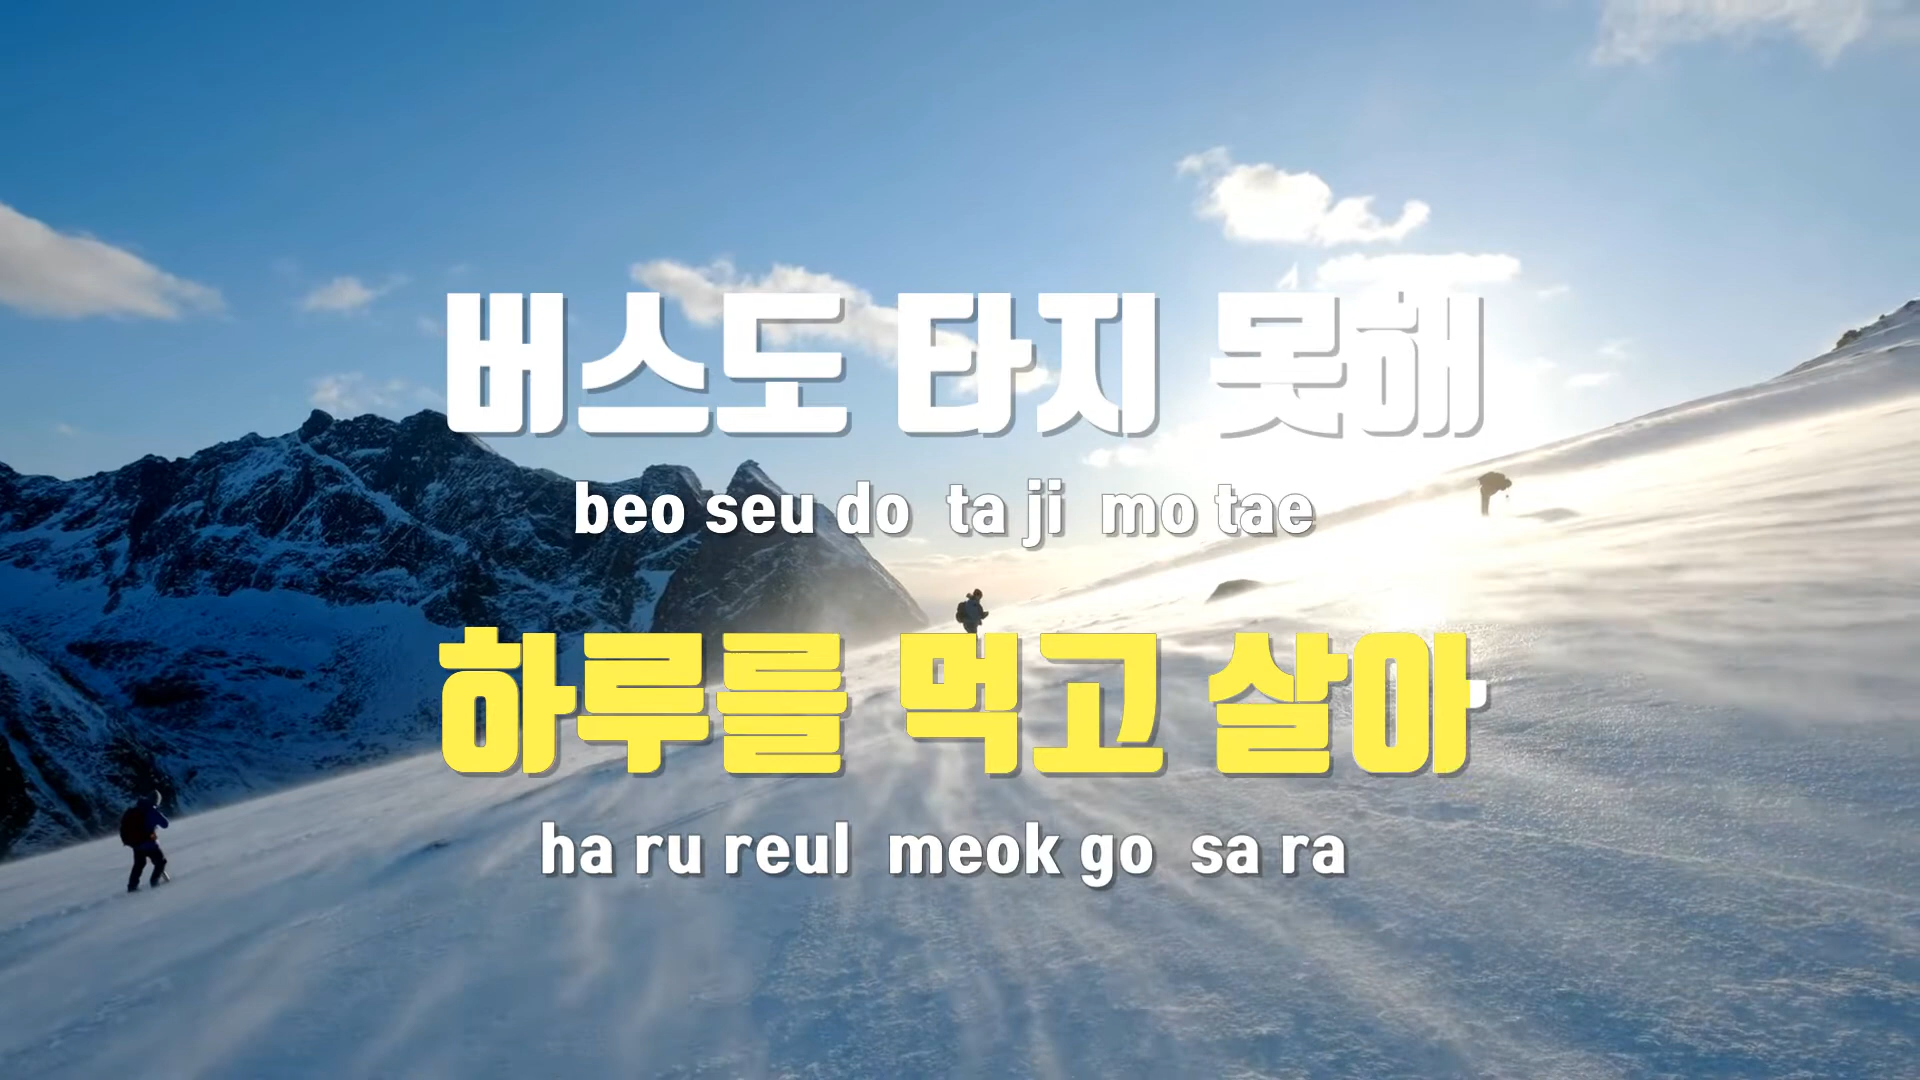 버스도 타지 못해
beo seu do ta ji mo tae
하루를 먹고 살아
ha ru reul meok go sa ra